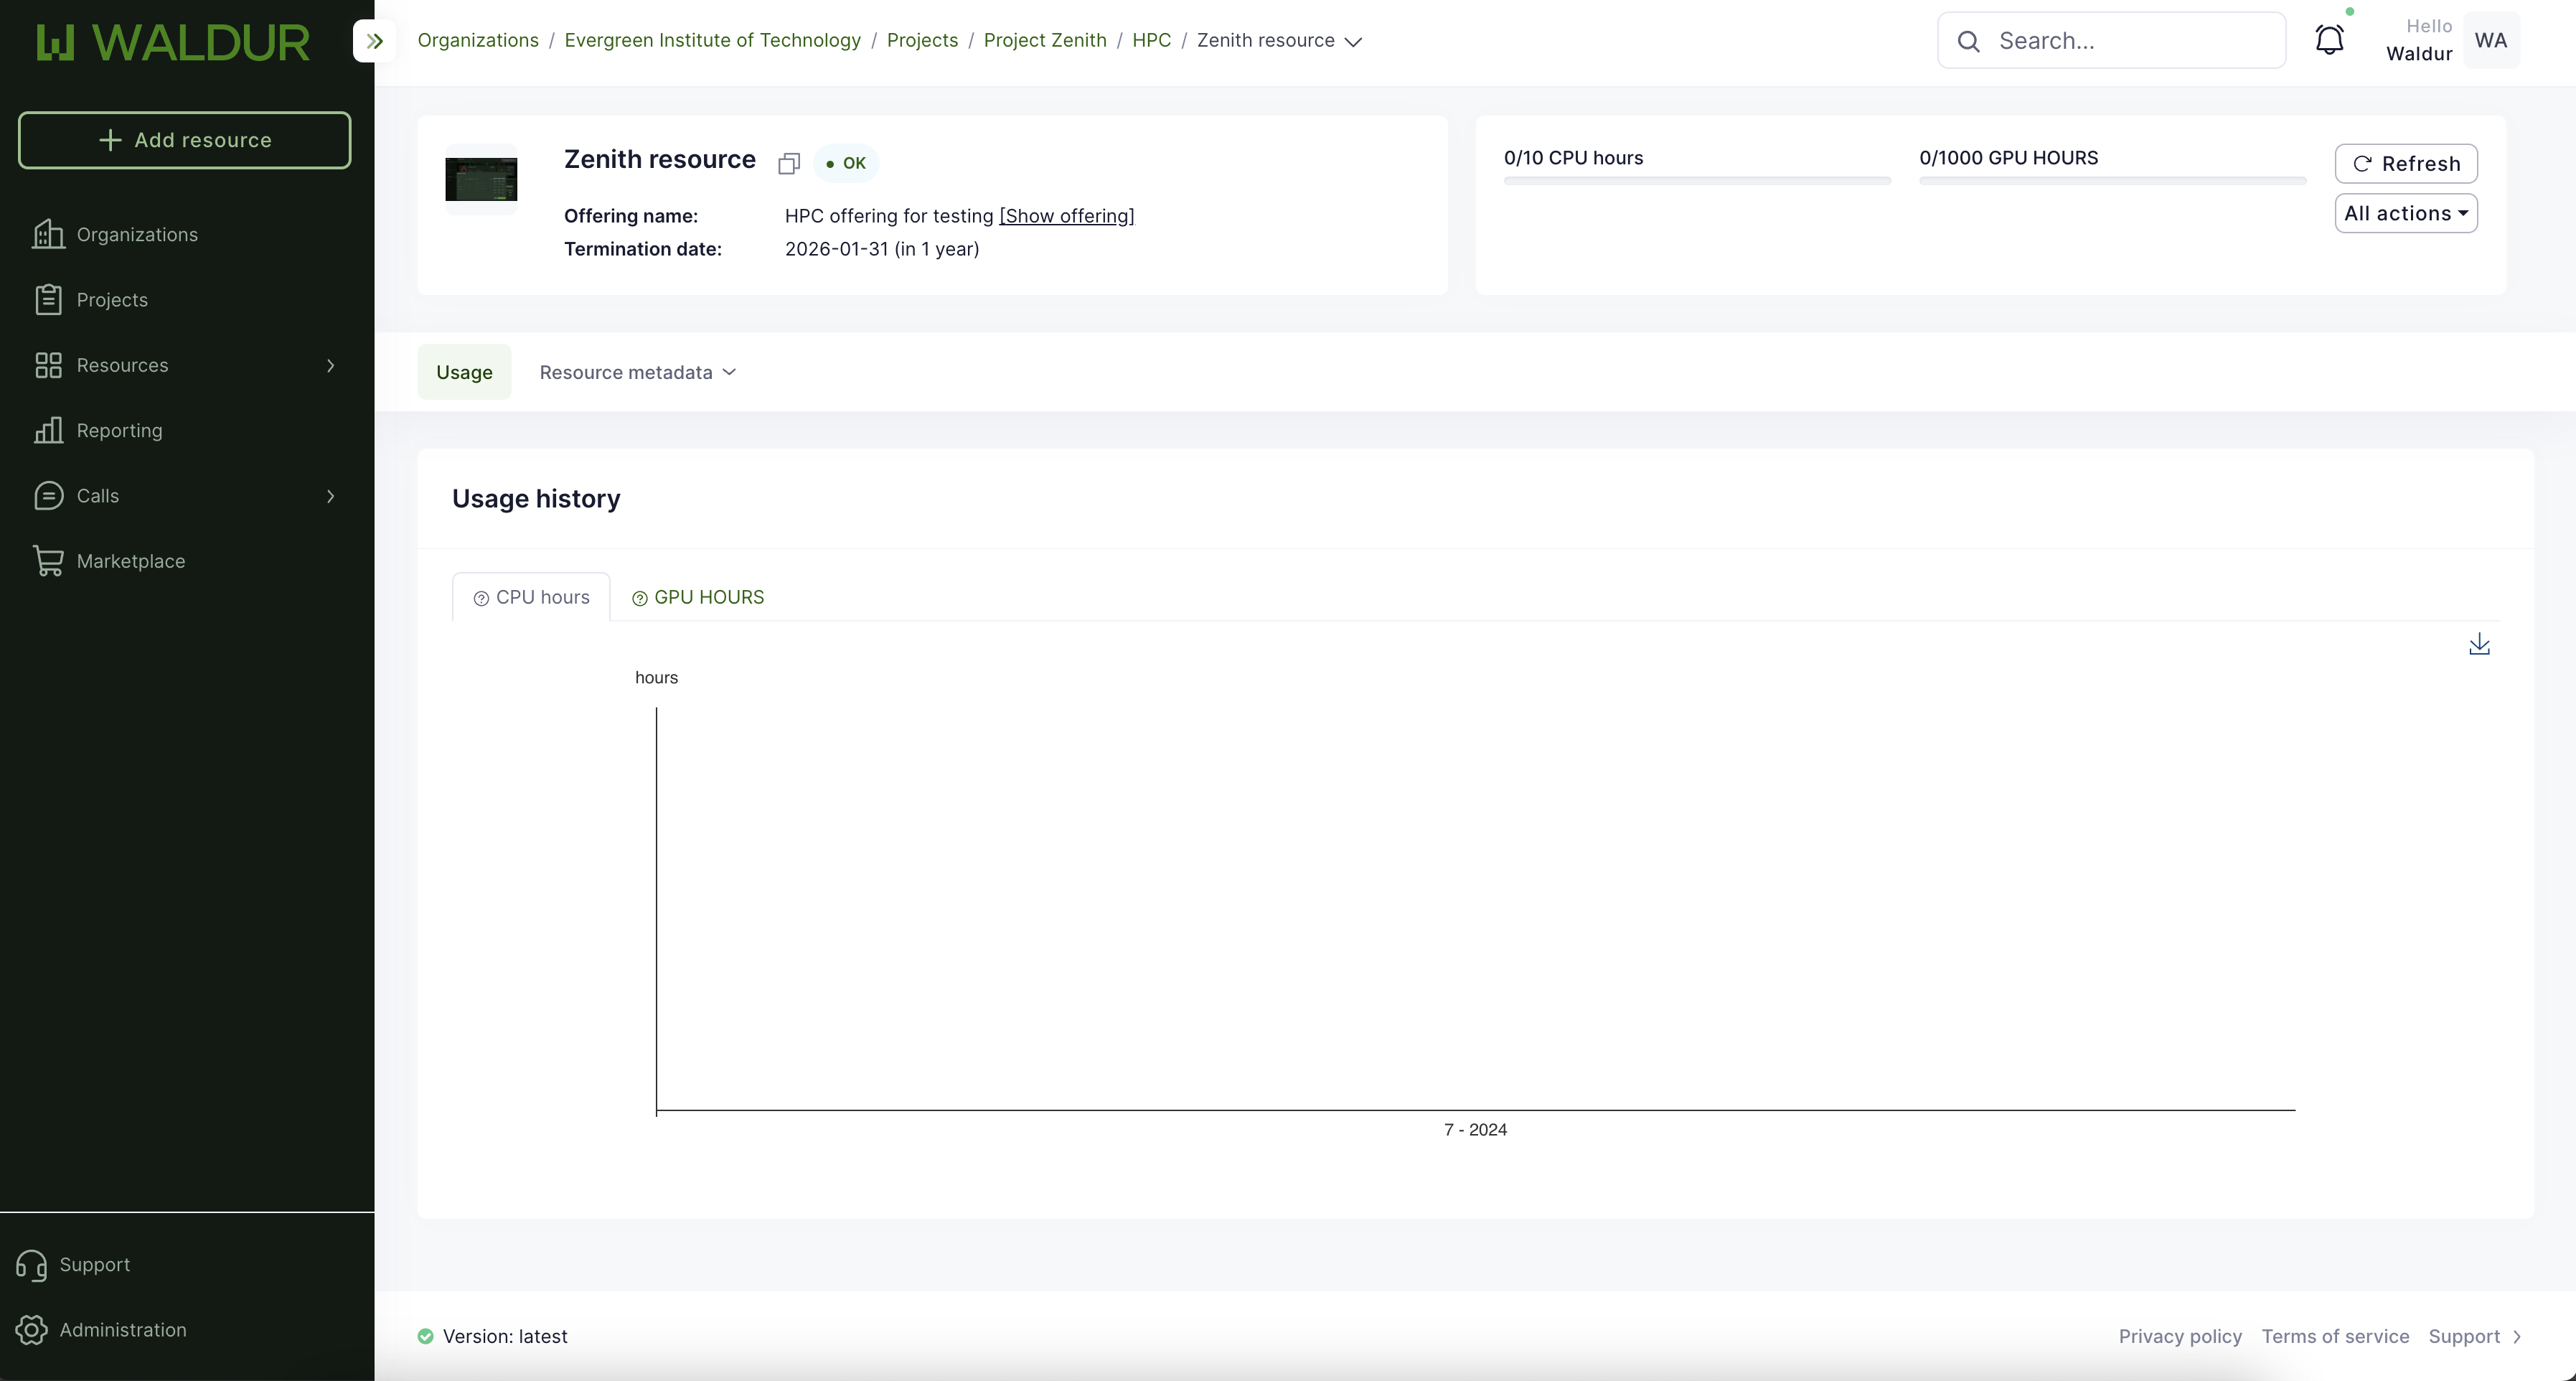 WALDUR
Add resource
Organizations
Projects
Resources
Reporting
Calls
Marketplace
Support
Administration
Organizations / Evergreen Institute of Technology / Projects / Project Zenith / HPC / Zenith resource
Search...
Hello
Waldur
WA
Zenith resource
OK
Offering name: HPC offering for testing [Show offering]
Termination date: 2026-01-31 (in 1 year)
0/10 CPU hours
0/1000 GPU HOURS
Refresh
All actions
Usage
Resource metadata
Usage history
CPU hours
GPU HOURS
hours
7 - 2024
Version: latest
Privacy policy
Terms of service
Support